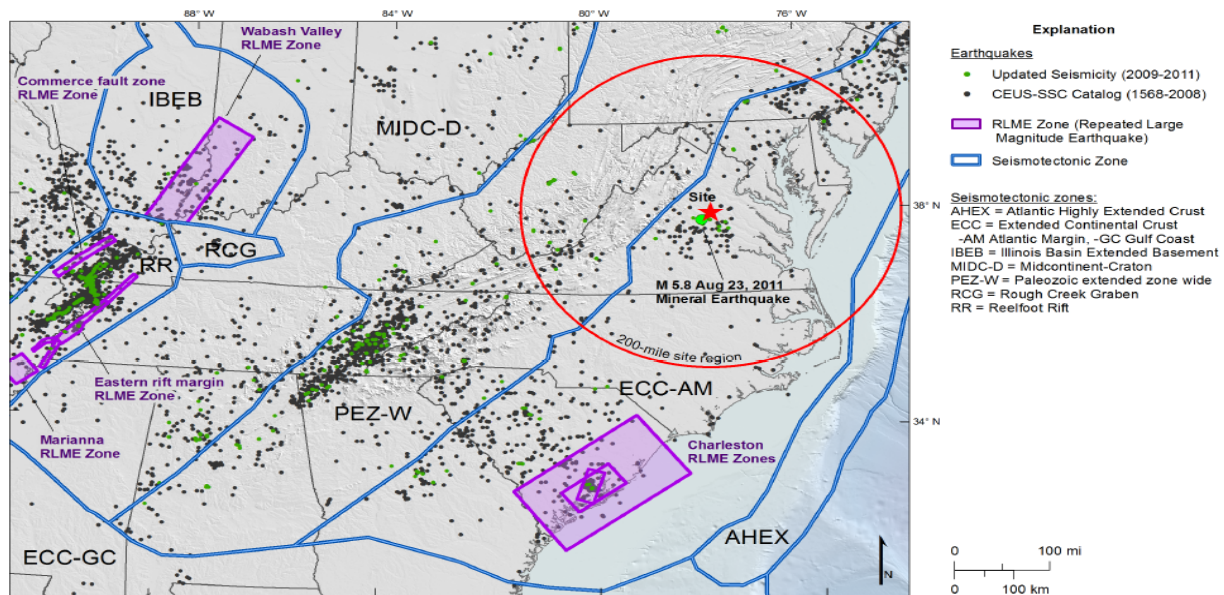 88° W
84° W
80° W
76° W
Wabash Valley
RLME Zone
Commerce fault zone
RLME Zone
IBEB
MIDC-D
Site
38° N
RCG
RR
M 5.8 Aug 23, 2011
Mineral Earthquake
200-mile site region
Eastern rift margin
RLME Zone
ECC-AM
PEZ-W
34° N
Marianna
RLME Zone
Charleston
RLME Zones
AHEX
ECC-GC
N
84° W
80° W
76° W
Explanation
Earthquakes
Updated Seismicity (2009-2011)
CEUS-SSC Catalog (1568-2008)
RLME Zone (Repeated Large
Magnitude Earthquake)
Seismotectonic Zone
Seismotectonic zones:
AHEX = Atlantic Highly Extended Crust
ECC = Extended Continental Crust
-AM Atlantic Margin, -GC Gulf Coast
IBEB = Illinois Basin Extended Basement
MIDC-D = Midcontinent-Craton
PEZ-W = Paleozoic extended zone wide
RCG = Rough Creek Graben
RR = Reelfoot Rift
0 100 mi
0 100 km